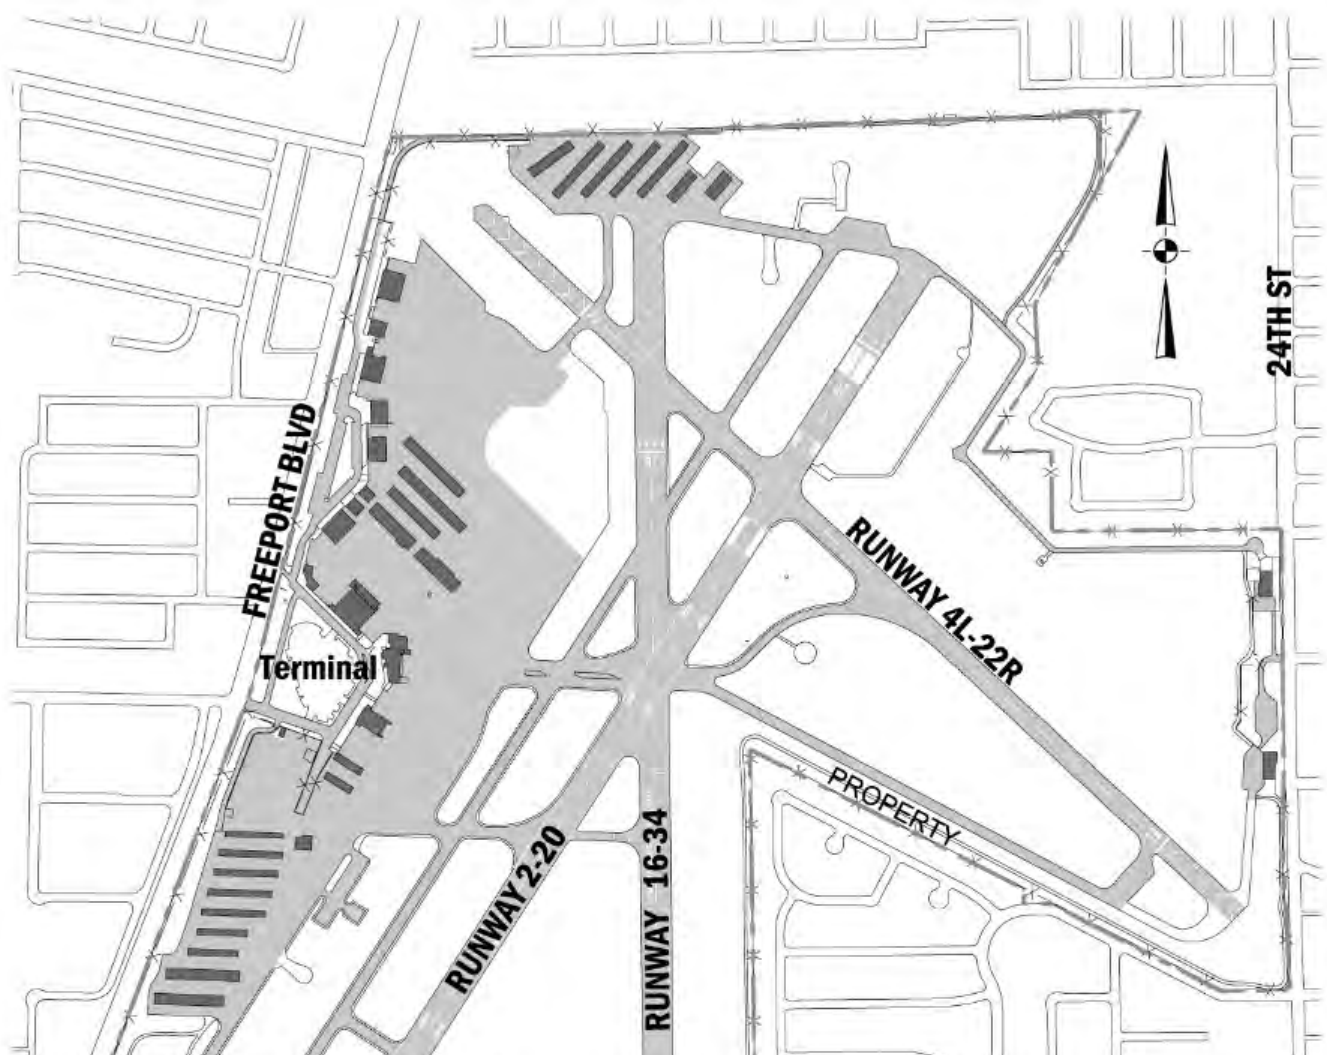 24TH ST
FREEPORT BLVD
RUNWAY 4L-22R
Terminal
PROPERTY
RUNWAY 2-20
RUNWAY 16-34